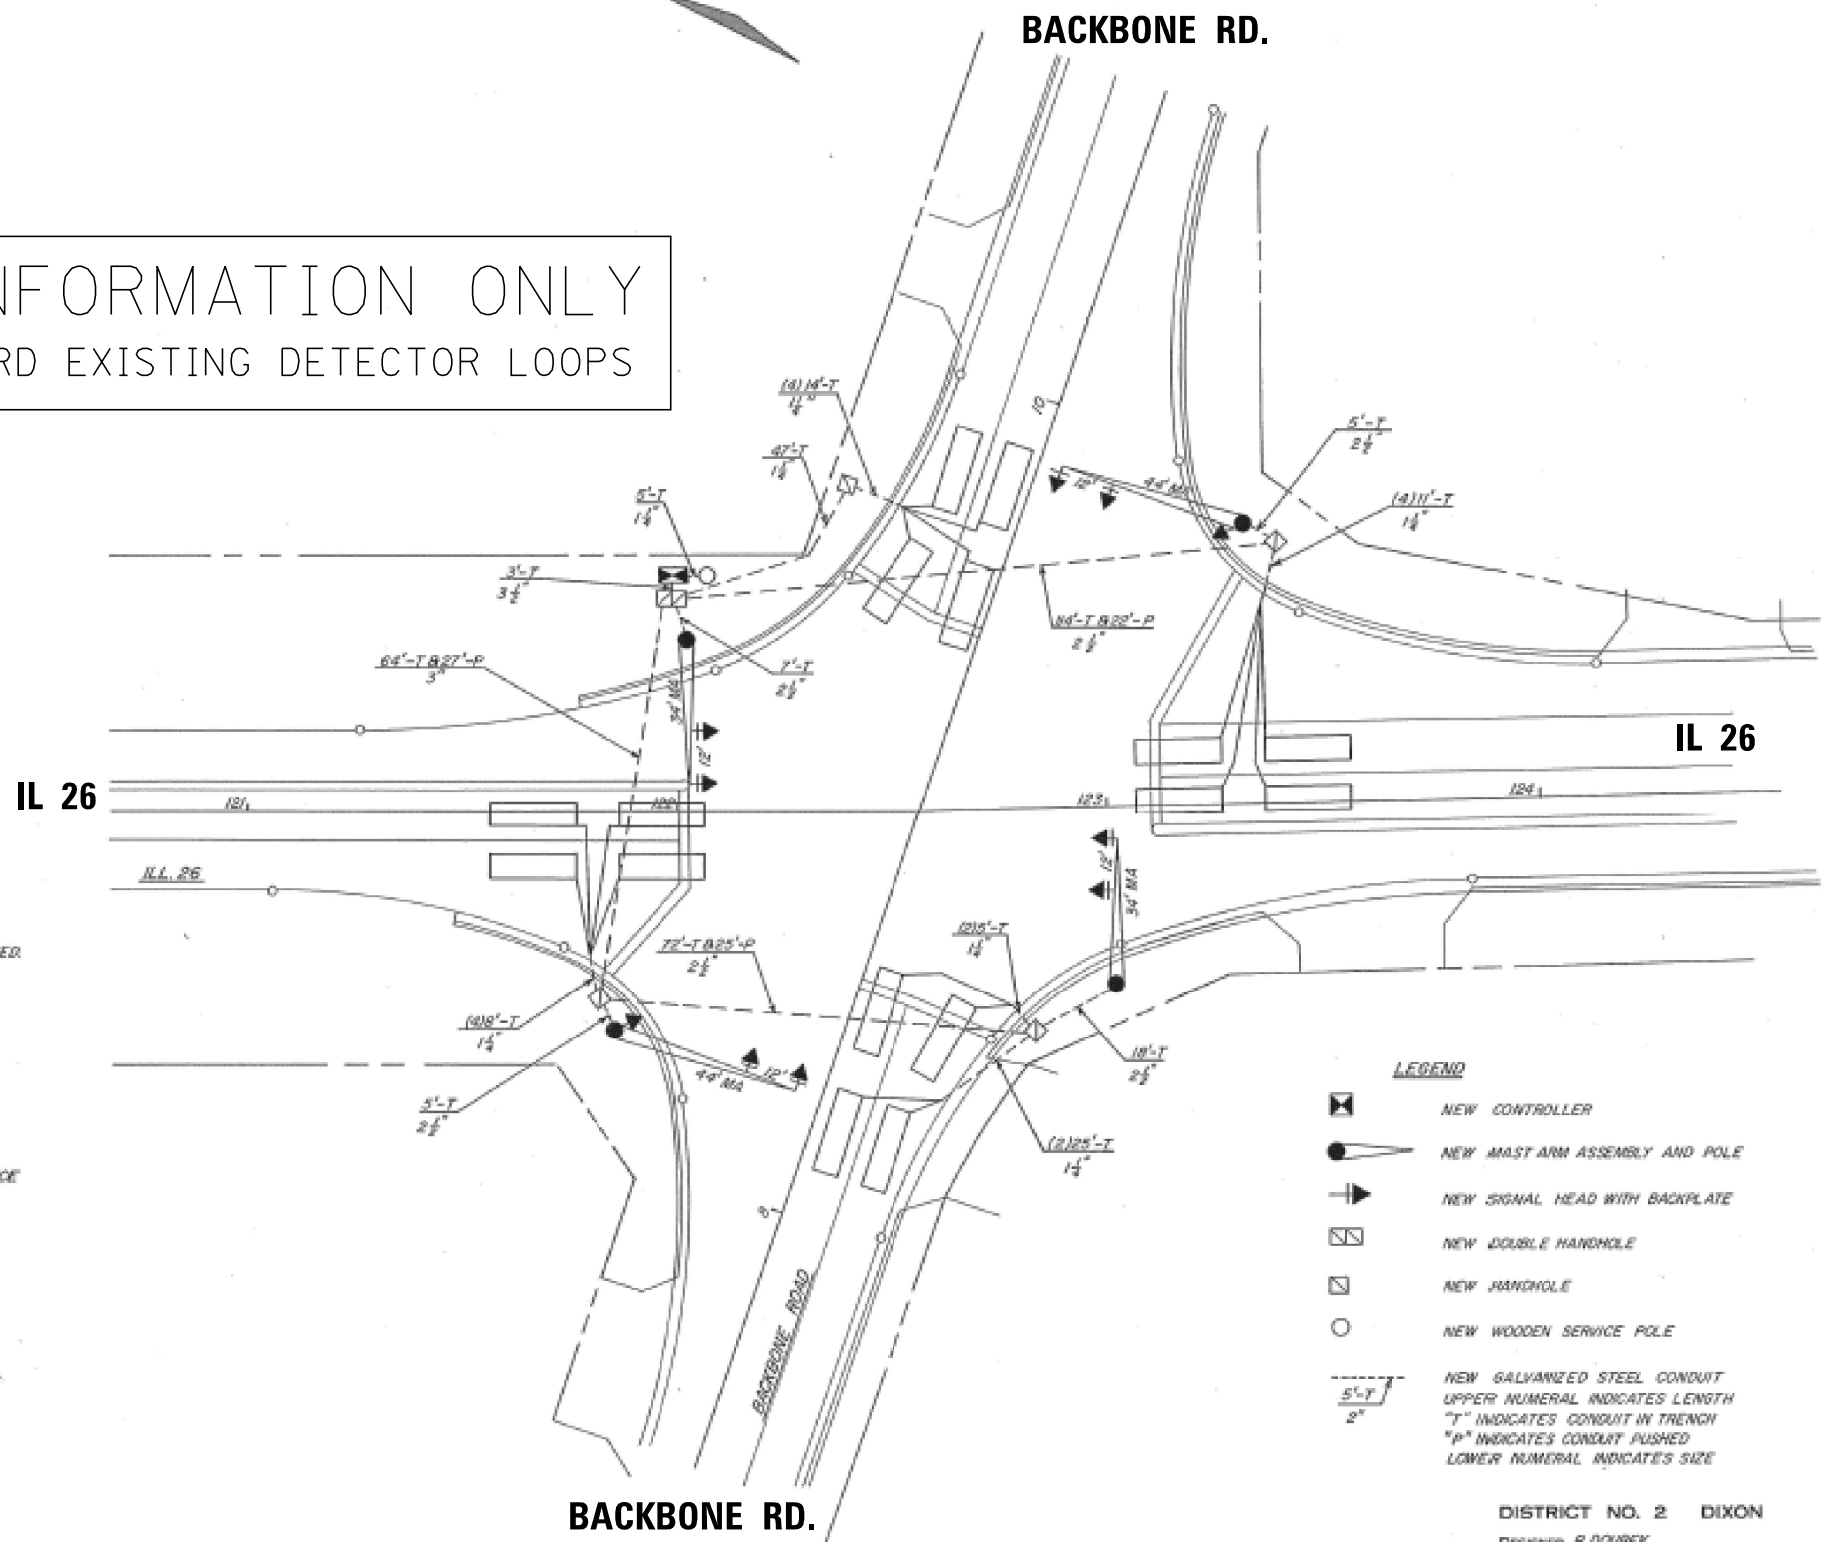 BACKBONE RD.
NFORMATION ONLY
RD EXISTING DETECTOR LOOPS
(4)14'-T
1¼"
10
47'-T
1¼"
5'-T
1¼"
5'-T
2½"
12'
44' MA
(4)11'-T
1¼"
3'-T
3½"
84'-T & 22'-P
2½"
64'-T & 27'-P
3"
7'-T
2½"
34' MA
12'
IL 26
IL 26
121
122
123
124
ILL. 26
12'
34' MA
ED.
72'-T & 25'-P
2½"
(2)5'-T
1¼"
(4)8'-T
1¼"
44' MA
12'
18'-T
2½"
5'-T
2½"
(2)25'-T
1¼"
CE
8
BACKBONE ROAD
LEGEND
NEW CONTROLLER
NEW MAST ARM ASSEMBLY AND POLE
NEW SIGNAL HEAD WITH BACKPLATE
NEW DOUBLE HANDHOLE
NEW HANDHOLE
NEW WOODEN SERVICE POLE
5'-T
2"
NEW GALVANIZED STEEL CONDUIT
UPPER NUMERAL INDICATES LENGTH
"T" INDICATES CONDUIT IN TRENCH
"P" INDICATES CONDUIT PUSHED
LOWER NUMERAL INDICATES SIZE
BACKBONE RD.
DISTRICT NO. 2 DIXON